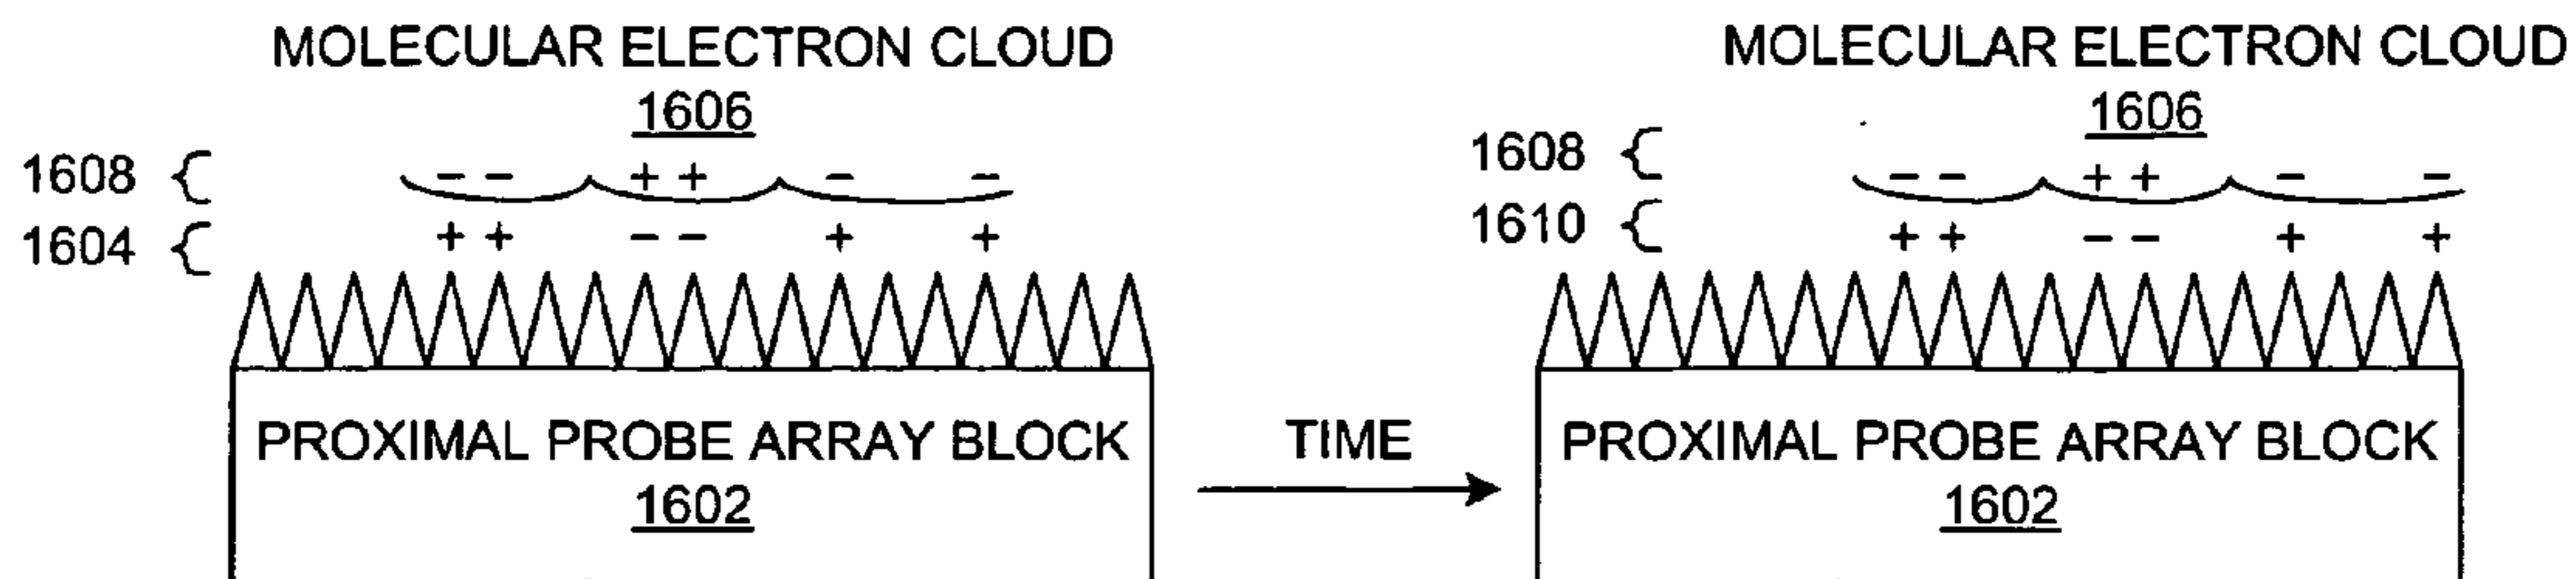 MOLECULAR ELECTRON CLOUD
1606
1608 { − − + + − −
1604 { + + − − + +
PROXIMAL PROBE ARRAY BLOCK
1602
TIME
MOLECULAR ELECTRON CLOUD
1606
1608 { − − + + − −
1610 { + + − − + +
PROXIMAL PROBE ARRAY BLOCK
1602